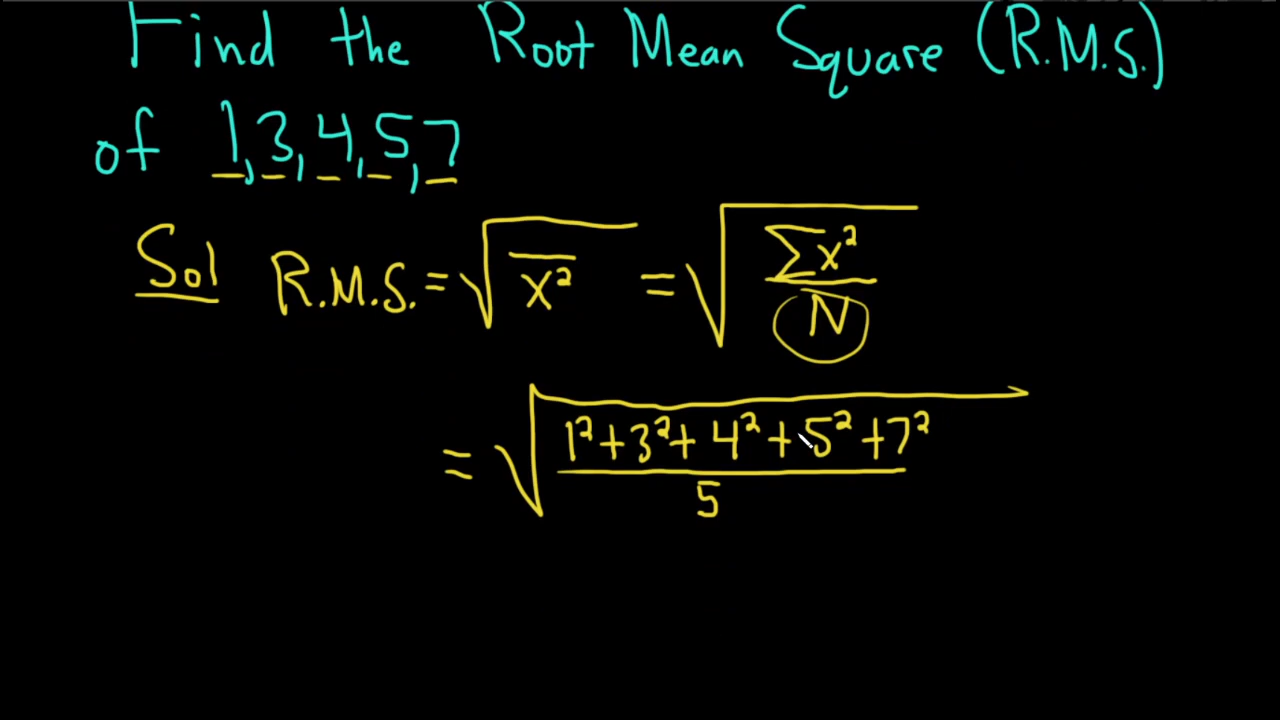 Find the Root Mean Square (R.M.S.)
of 1, 3, 4, 5, 7
Sol R.M.S. = √(x̅²) = √(∑x²/N)
= √((1²+3²+4²+5²+7²)/5)